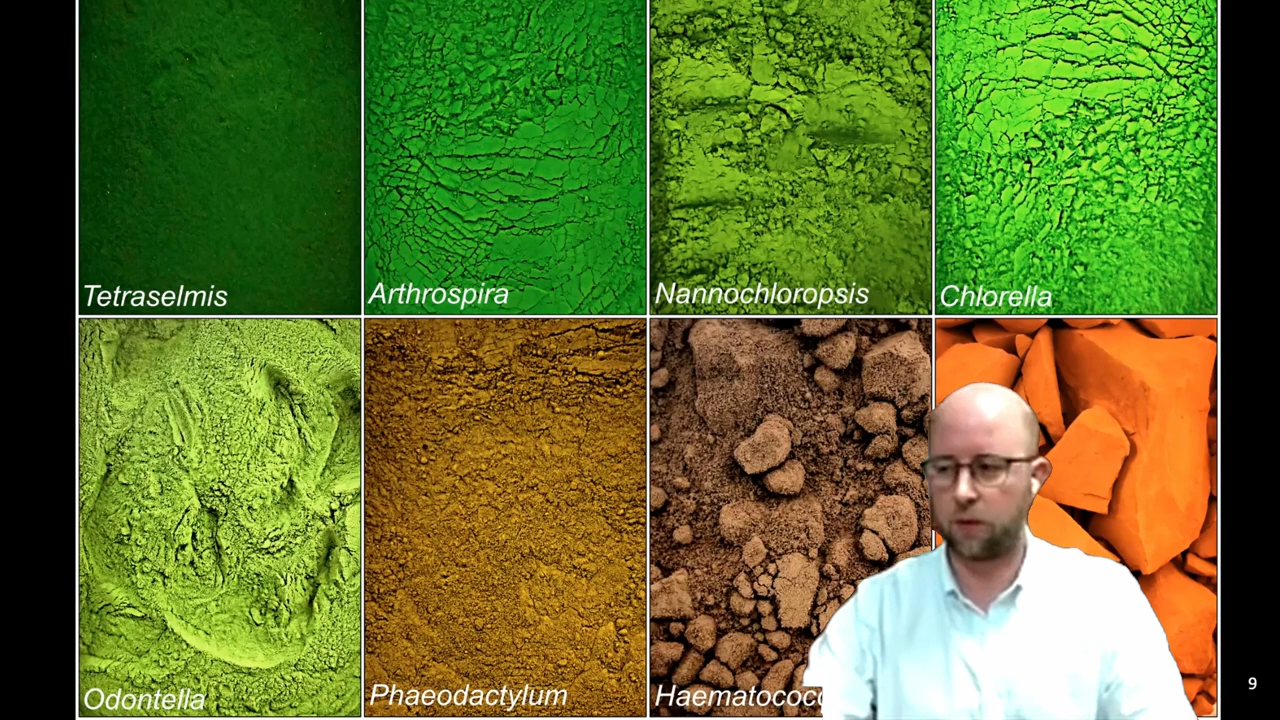 Tetraselmis
Arthrospira
Nannochloropsis
Chlorella
Odontella
Phaeodactylum
9